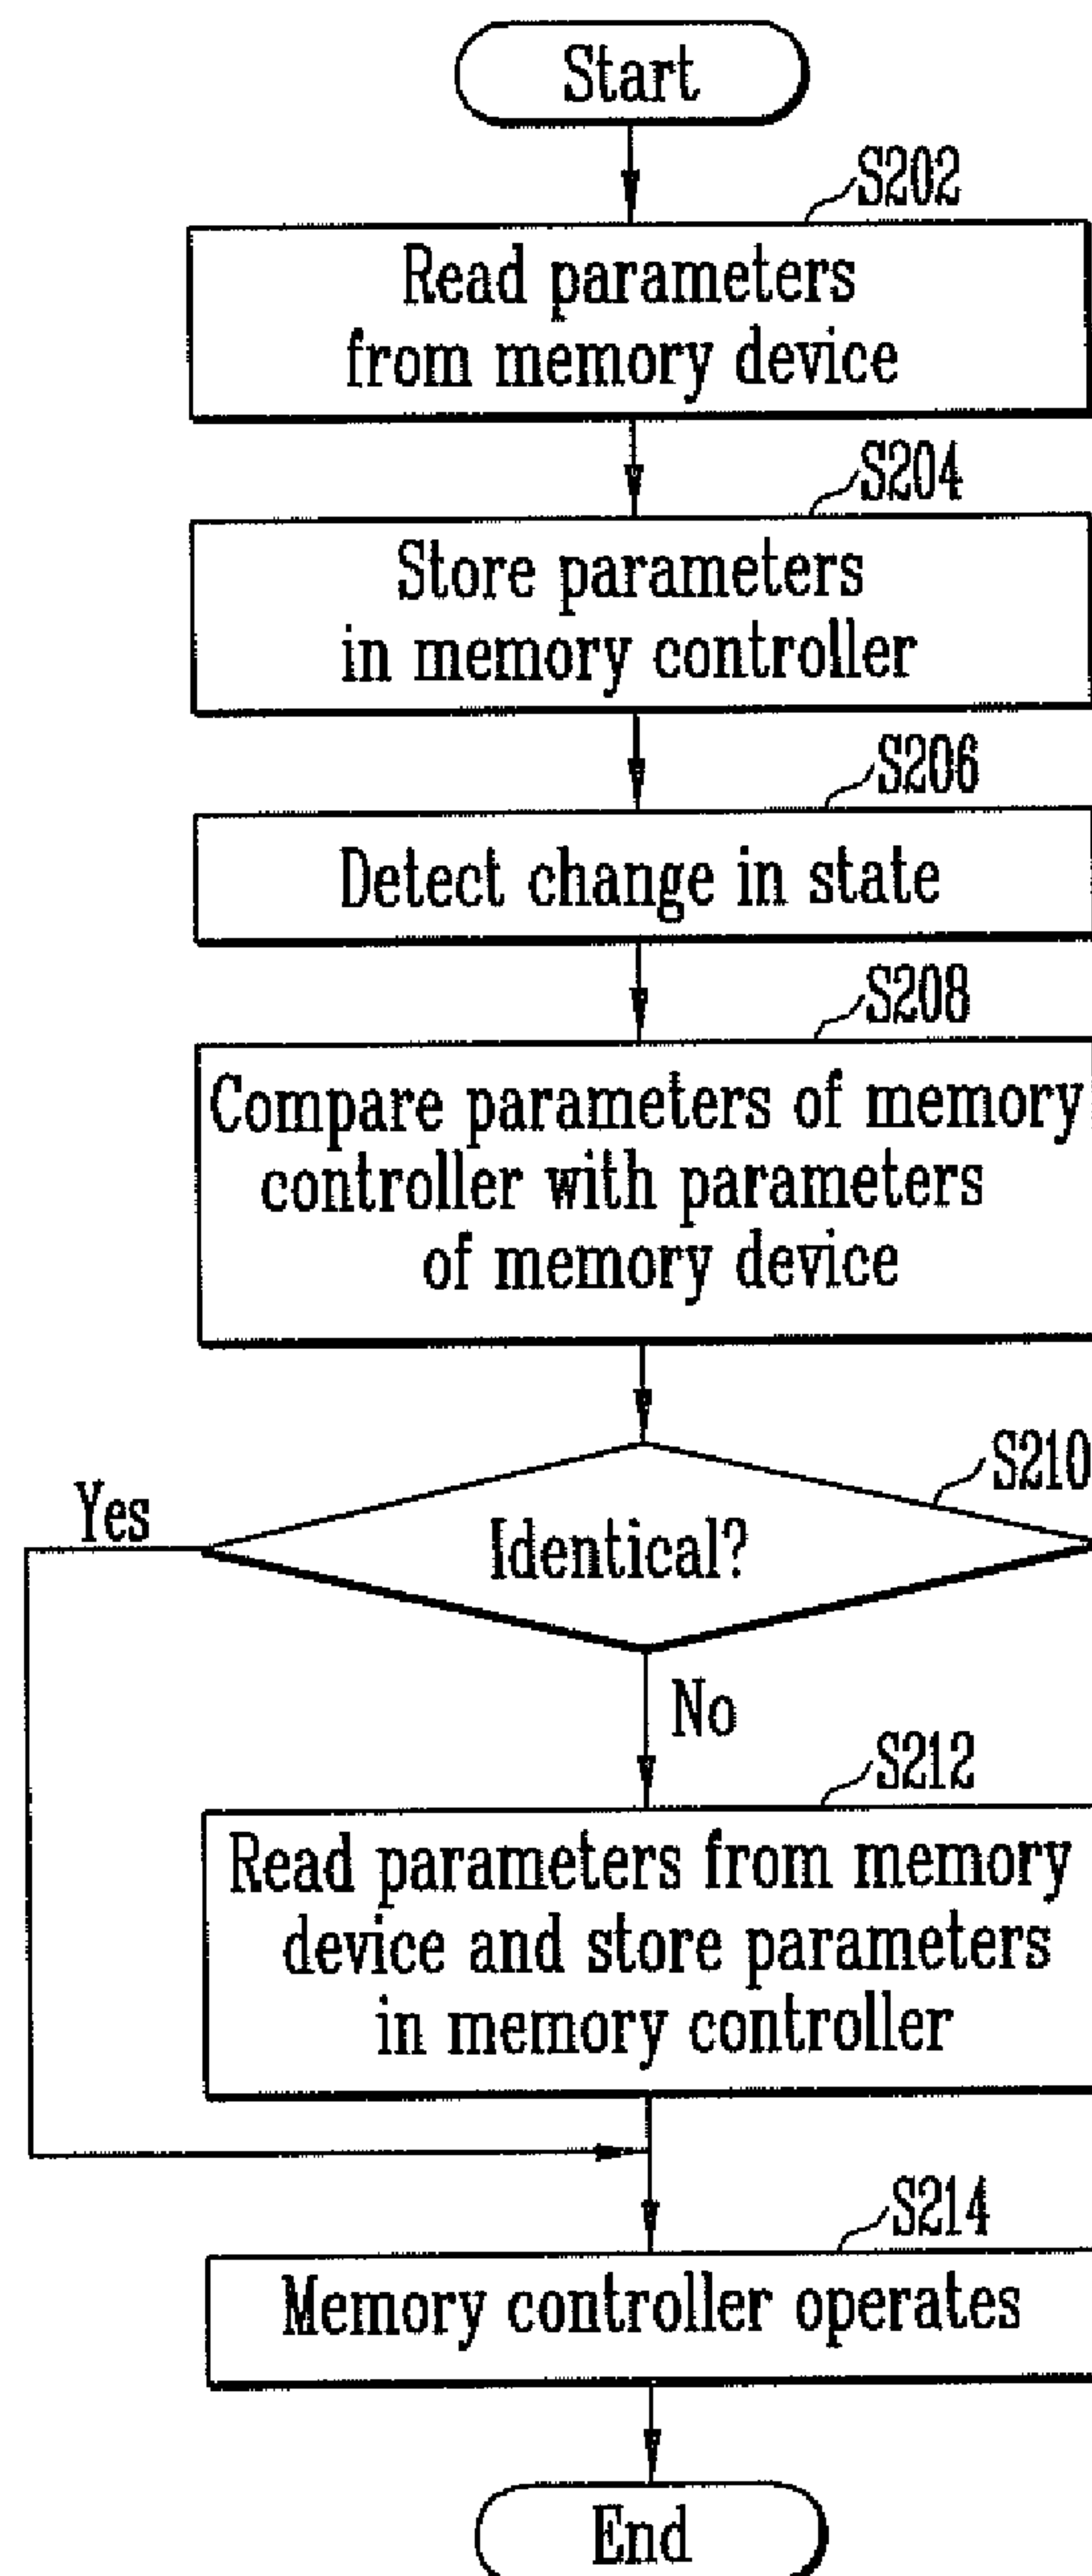 Start
S202
Read parameters
from memory device
S204
Store parameters
in memory controller
S206
Detect change in state
S208
Compare parameters of memory
controller with parameters
of memory device
S210
Yes
Identical?
No
S212
Read parameters from memory
device and store parameters
in memory controller
S214
Memory controller operates
End